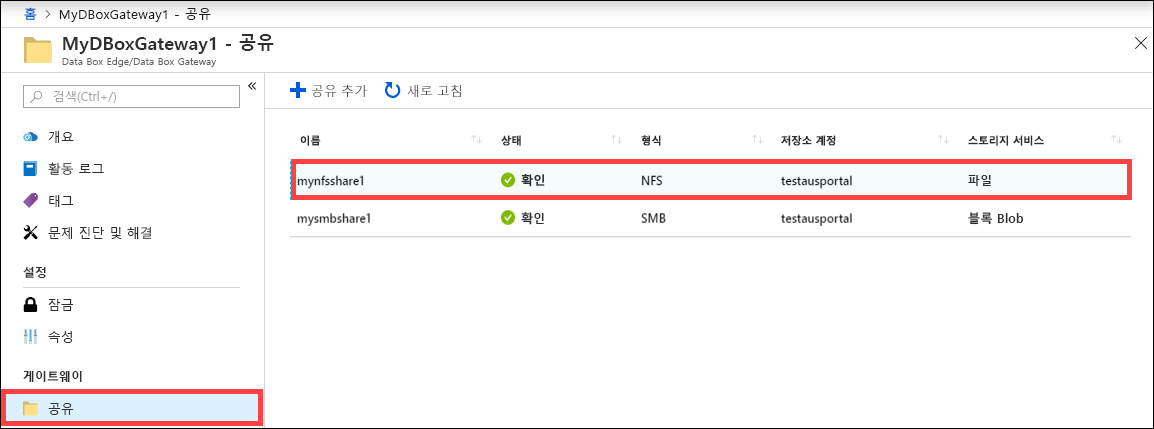 홈 > MyDBoxGateway1 - 공유
MyDBoxGateway1 - 공유
Data Box Edge/Data Box Gateway
검색(Ctrl+/)
개요
활동 로그
태그
문제 진단 및 해결
설정
잠금
속성
게이트웨이
공유
공유 추가 새로 고침
이름 상태 형식 저장소 계정 스토리지 서비스
mynfsshare1 확인 NFS testausportal 파일
mysmbshare1 확인 SMB testausportal 블록 Blob